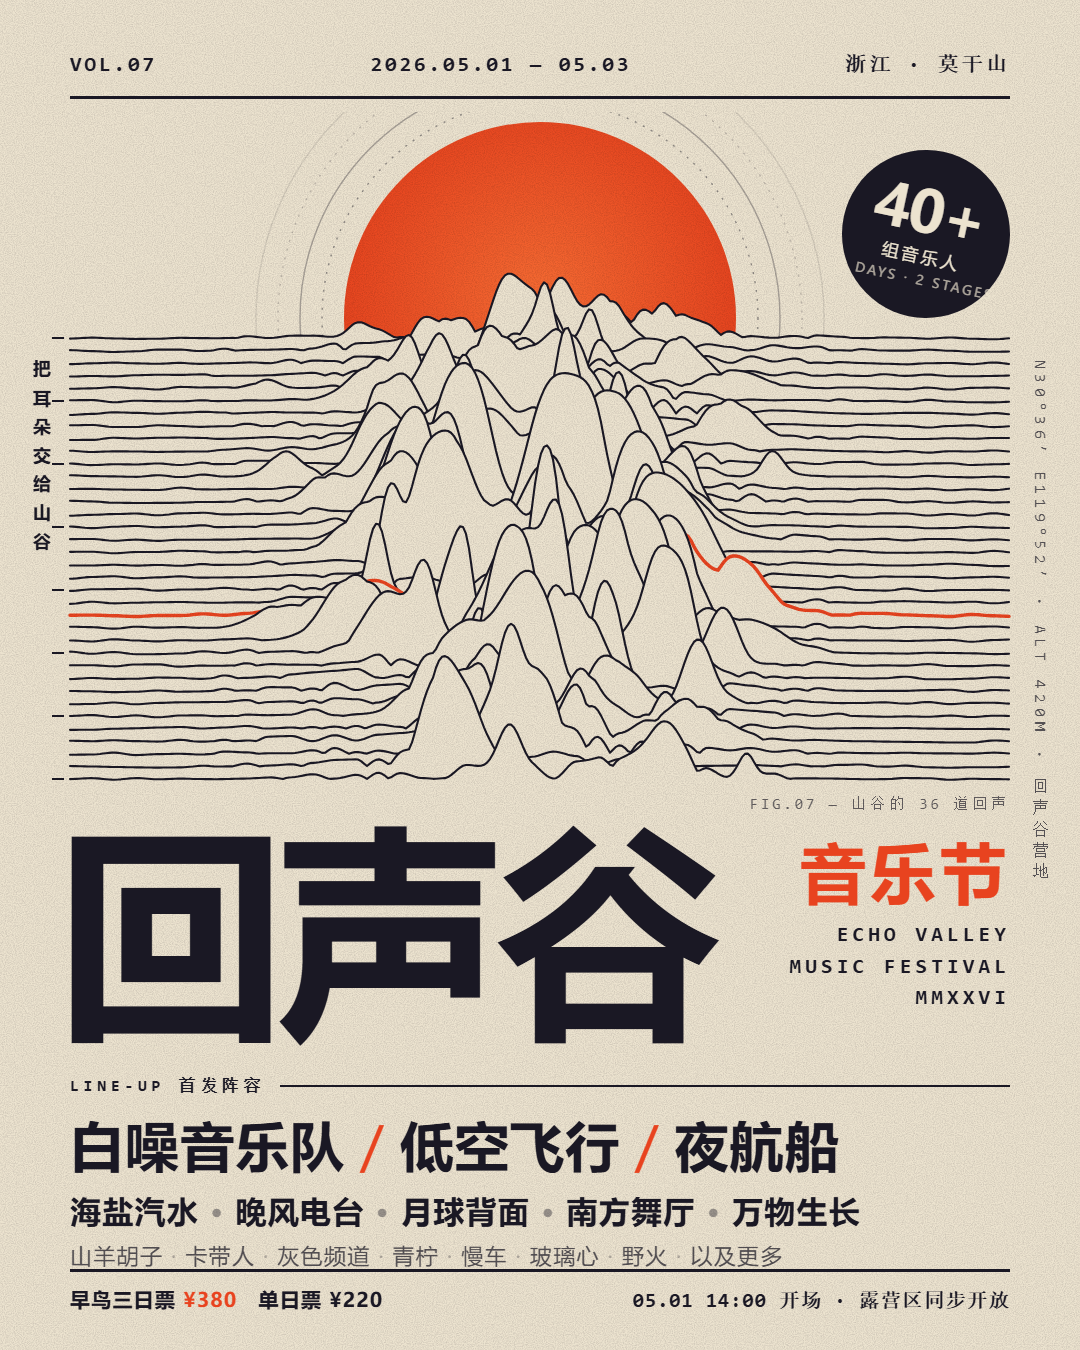 VOL.07
2026.05.01 — 05.03
浙江 · 莫干山
40+
组音乐人
DAYS · 2 STAGES
把耳朵交给山谷
N30°36′ E119°52′ · ALT 420M · 回声谷营地
FIG.07 — 山谷的 36 道回声
回声谷
音乐节
ECHO VALLEY
MUSIC FESTIVAL
MMXXVI
LINE-UP 首发阵容
白噪音乐队 / 低空飞行 / 夜航船
海盐汽水 • 晚风电台 • 月球背面 • 南方舞厅 • 万物生长
山羊胡子 · 卡带人 · 灰色频道 · 青柠 · 慢车 · 玻璃心 · 野火 · 以及更多
早鸟三日票 ¥380 单日票 ¥220
05.01 14:00 开场 · 露营区同步开放